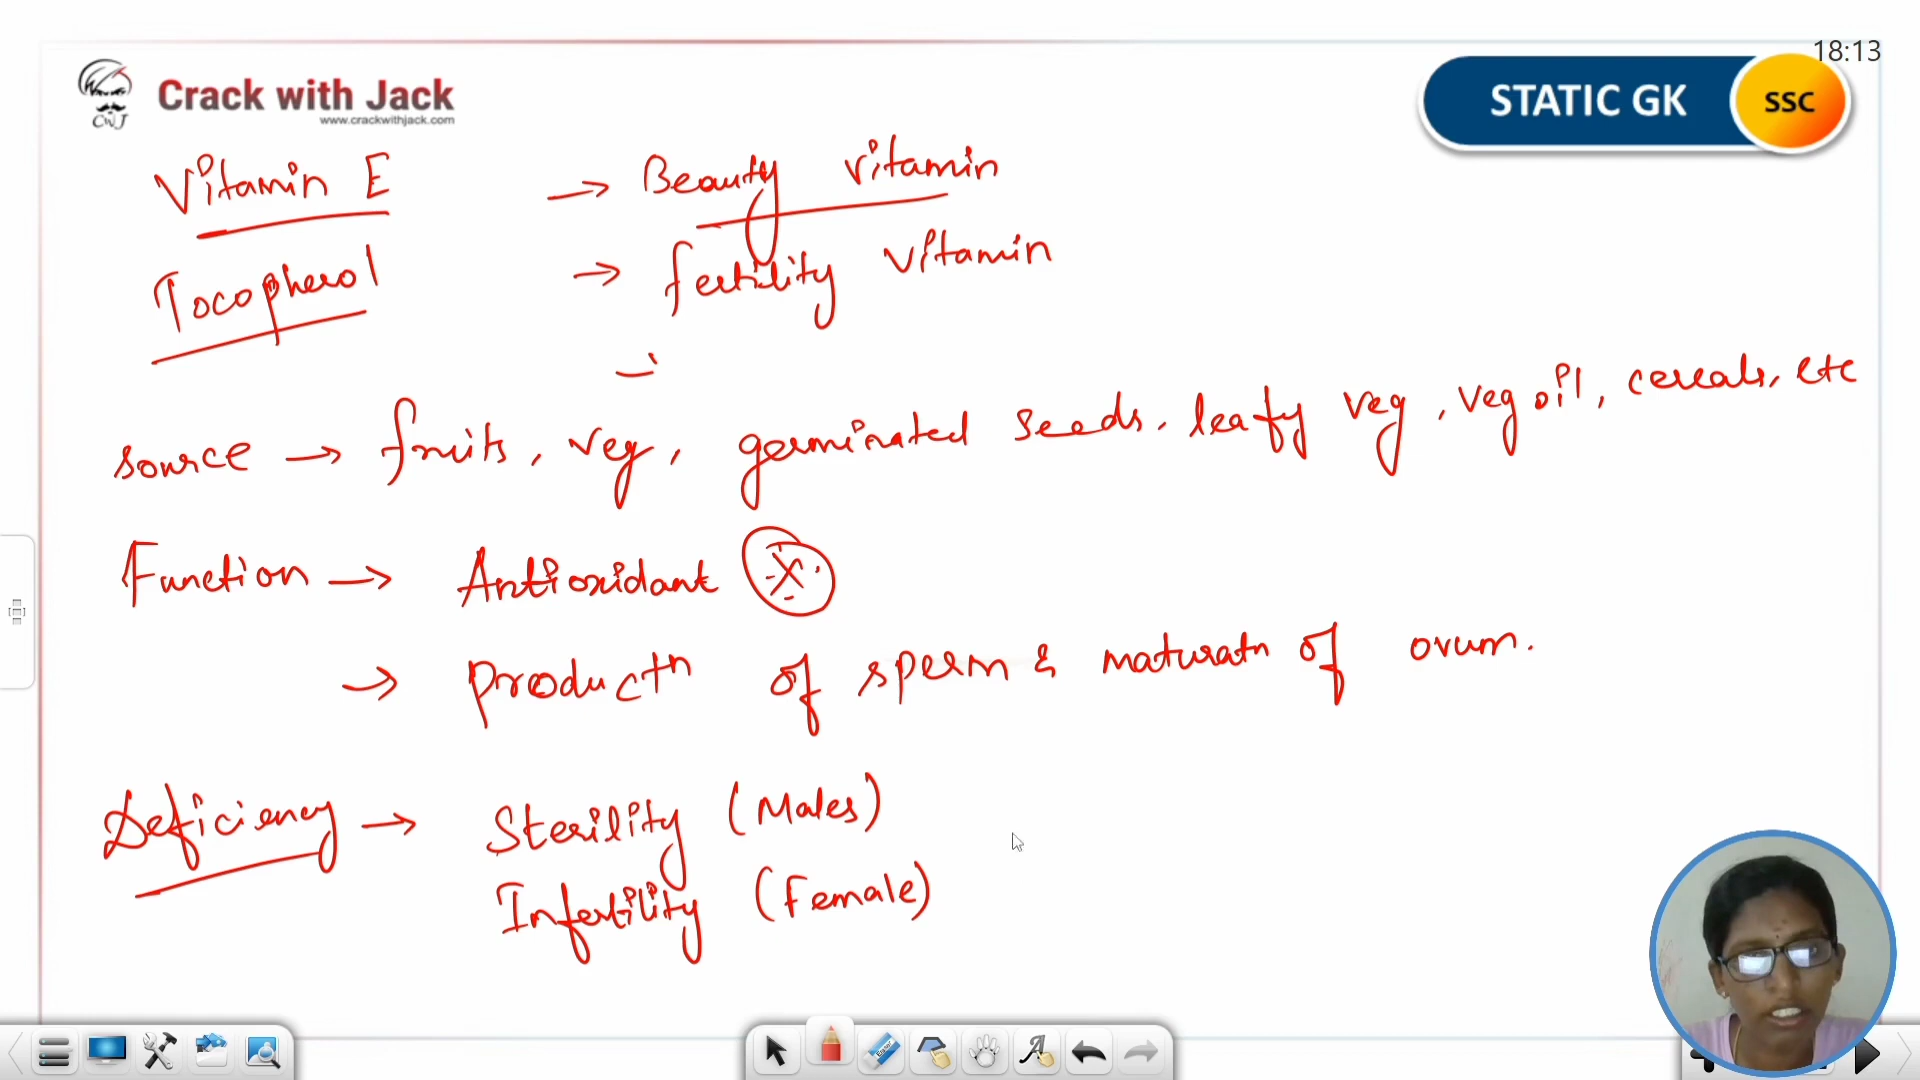 18:13
Crack with Jack
www.crackwithjack.com
CWJ
STATIC GK SSC
Vitamin E → Beauty vitamin
Tocopherol → fertility vitamin
source → fruits, veg, germinated seeds, leafy veg, veg oil, cereals, etc
Function → Antioxidant
→ Productn of sperm & maturatn of ovum.
Deficiency → Sterility (Males)
Infertility (Female)